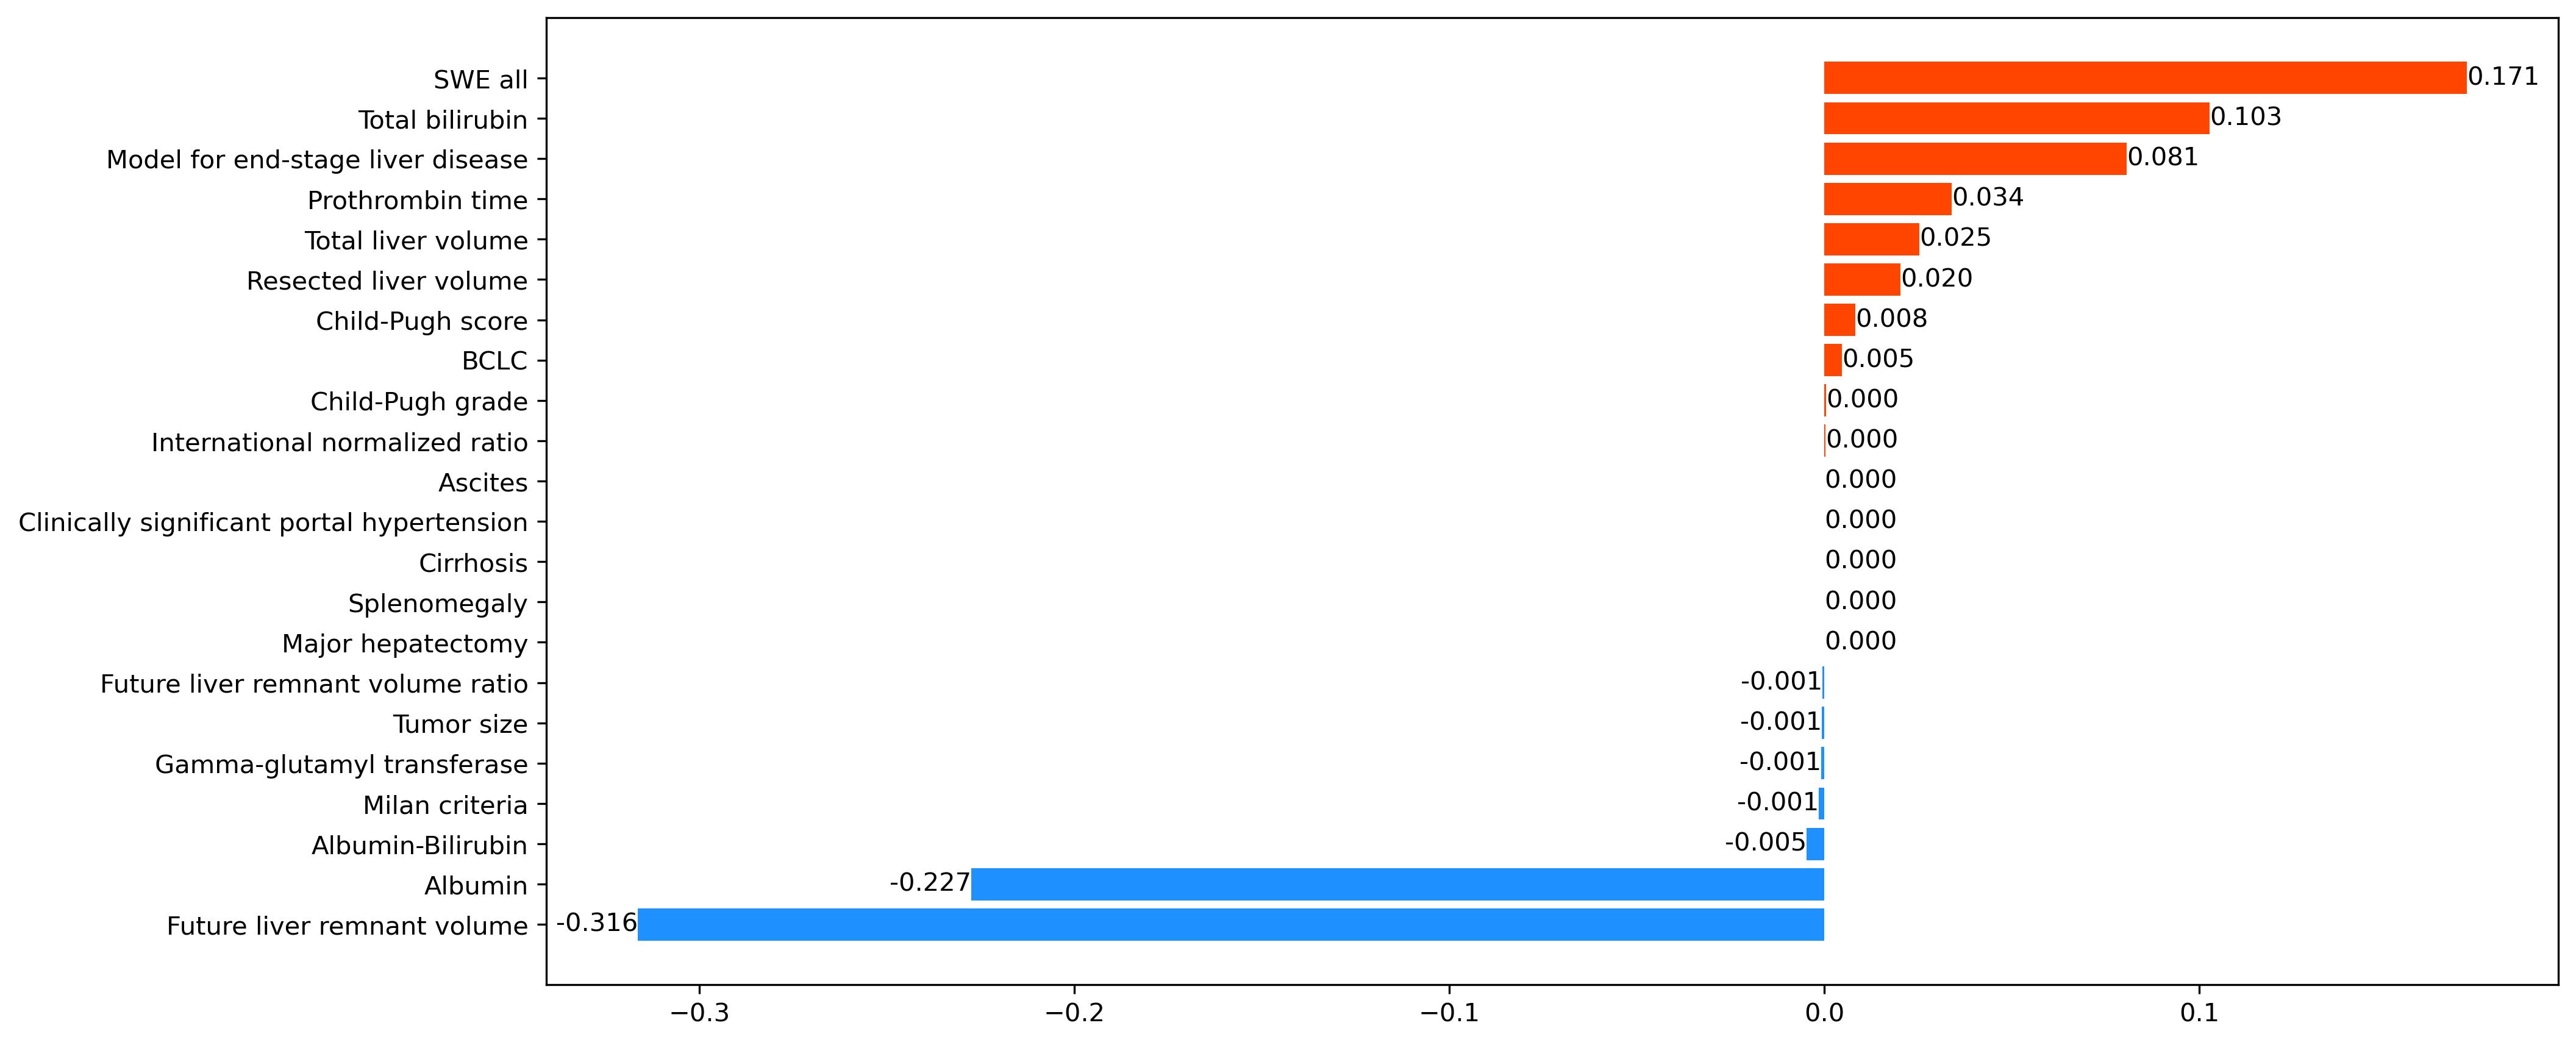 SWE all 0.171
Total bilirubin 0.103
Model for end-stage liver disease 0.081
Prothrombin time 0.034
Total liver volume 0.025
Resected liver volume 0.020
Child-Pugh score 0.008
BCLC 0.005
Child-Pugh grade 0.000
International normalized ratio 0.000
Ascites 0.000
Clinically significant portal hypertension 0.000
Cirrhosis 0.000
Splenomegaly 0.000
Major hepatectomy 0.000
Future liver remnant volume ratio -0.001
Tumor size -0.001
Gamma-glutamyl transferase -0.001
Milan criteria -0.001
Albumin-Bilirubin -0.005
Albumin -0.227
Future liver remnant volume -0.316
−0.3 −0.2 −0.1 0.0 0.1